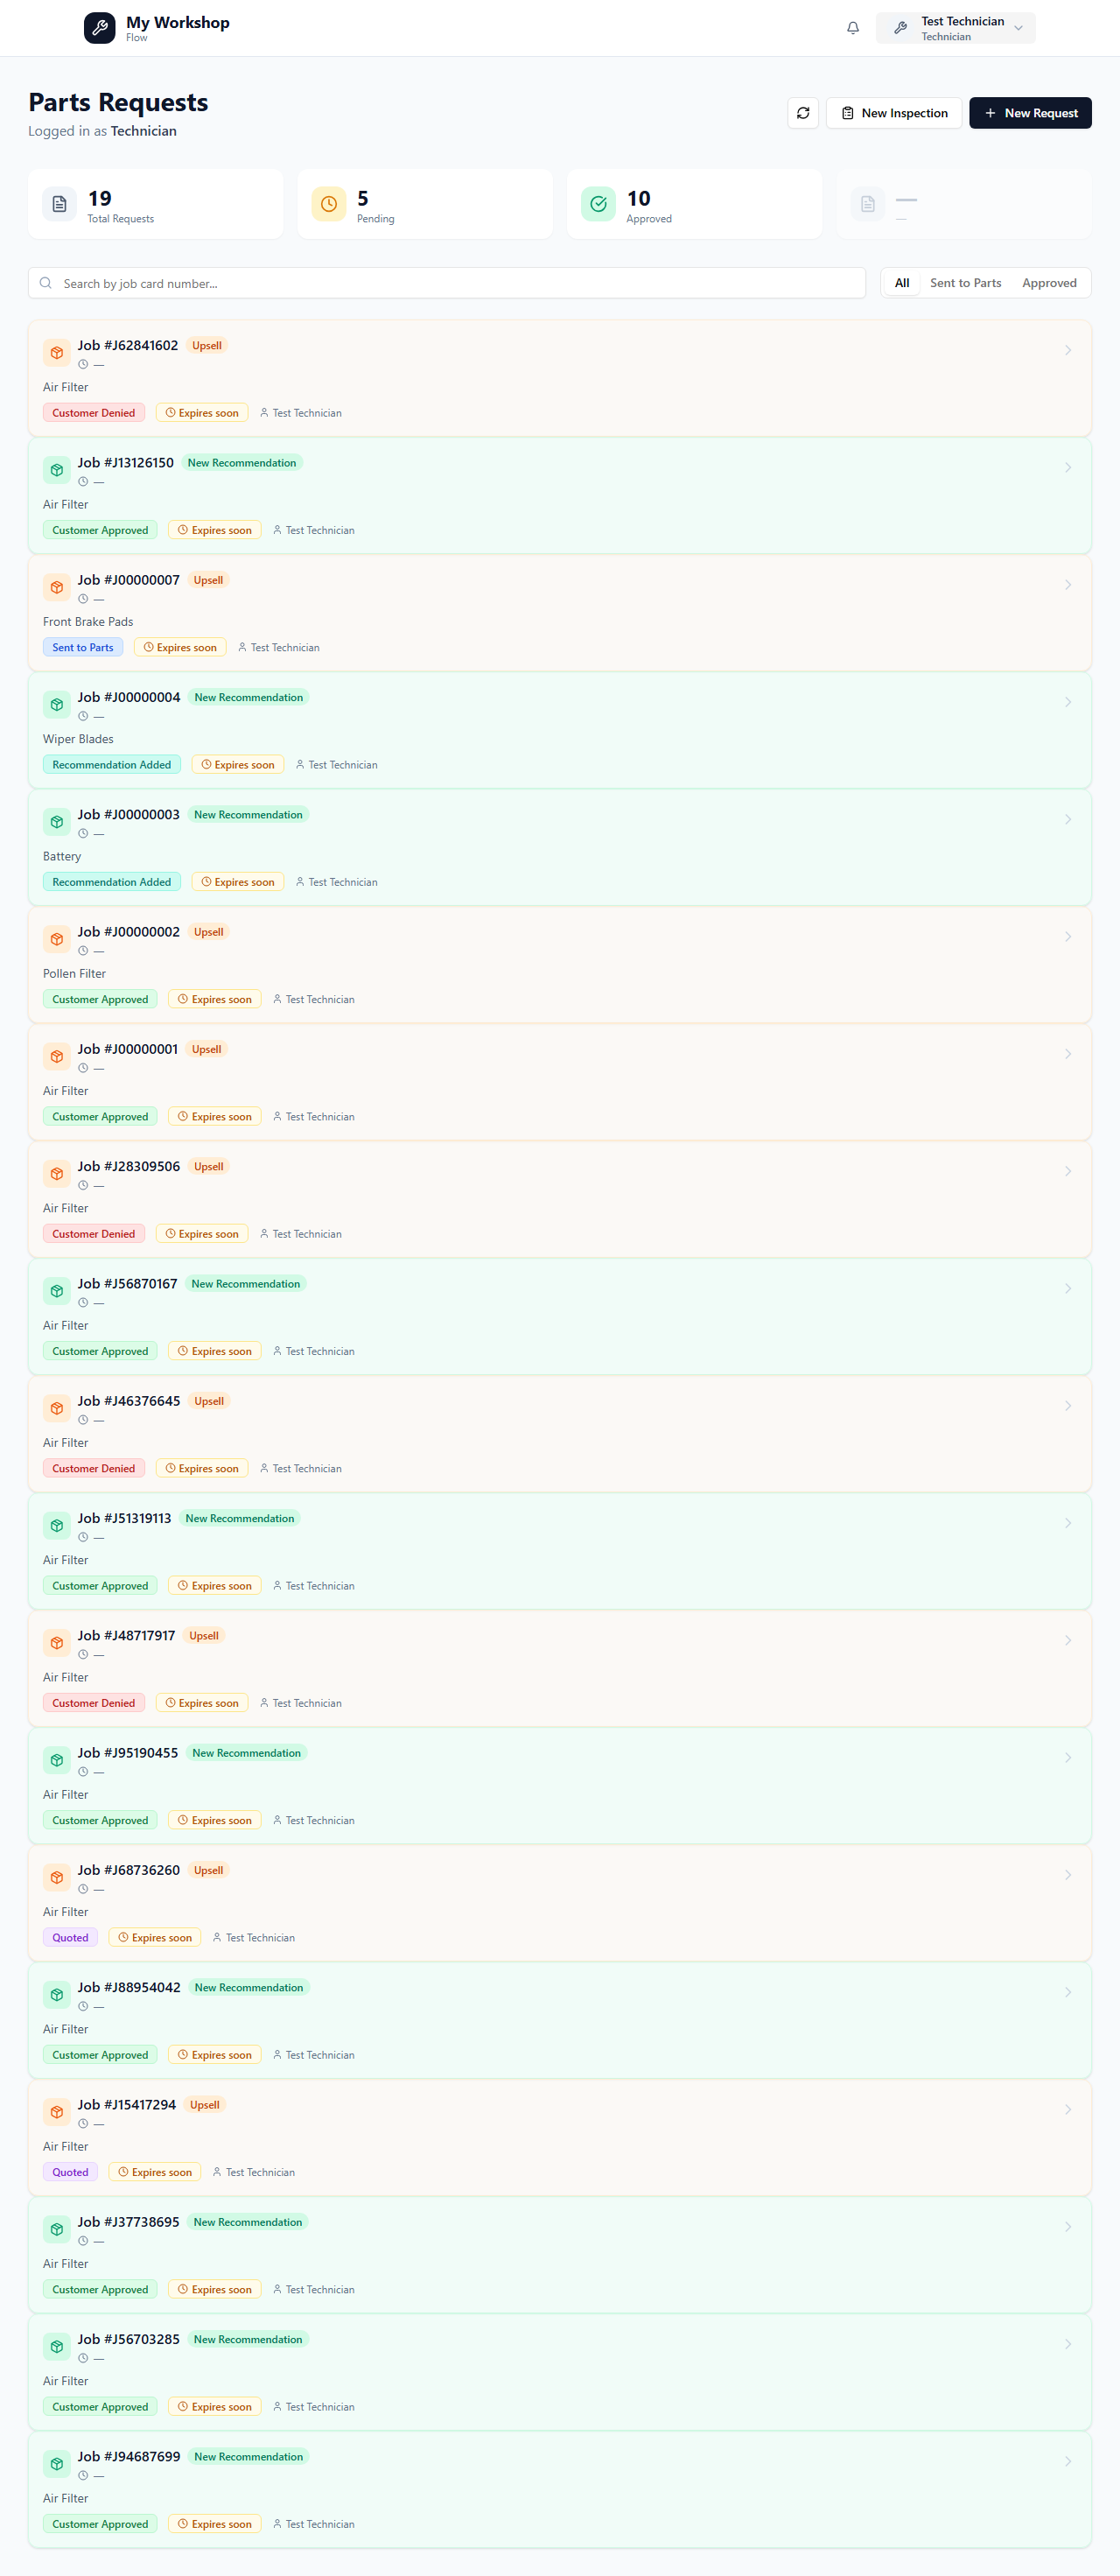 My Workshop
Flow
Test Technician
Technician
Parts Requests
Logged in as Technician
New Inspection
New Request
19
Total Requests
5
Pending
10
Approved
—
—
Search by job card number...
All Sent to Parts Approved
Job #J62841602 Upsell
—
Air Filter
Customer Denied Expires soon Test Technician
Job #J13126150 New Recommendation
—
Air Filter
Customer Approved Expires soon Test Technician
Job #J00000007 Upsell
—
Front Brake Pads
Sent to Parts Expires soon Test Technician
Job #J00000004 New Recommendation
—
Wiper Blades
Recommendation Added Expires soon Test Technician
Job #J00000003 New Recommendation
—
Battery
Recommendation Added Expires soon Test Technician
Job #J00000002 Upsell
—
Pollen Filter
Customer Approved Expires soon Test Technician
Job #J00000001 Upsell
—
Air Filter
Customer Approved Expires soon Test Technician
Job #J28309506 Upsell
—
Air Filter
Customer Denied Expires soon Test Technician
Job #J56870167 New Recommendation
—
Air Filter
Customer Approved Expires soon Test Technician
Job #J46376645 Upsell
—
Air Filter
Customer Denied Expires soon Test Technician
Job #J51319113 New Recommendation
—
Air Filter
Customer Approved Expires soon Test Technician
Job #J48717917 Upsell
—
Air Filter
Customer Denied Expires soon Test Technician
Job #J95190455 New Recommendation
—
Air Filter
Customer Approved Expires soon Test Technician
Job #J68736260 Upsell
—
Air Filter
Quoted Expires soon Test Technician
Job #J88954042 New Recommendation
—
Air Filter
Customer Approved Expires soon Test Technician
Job #J15417294 Upsell
—
Air Filter
Quoted Expires soon Test Technician
Job #J37738695 New Recommendation
—
Air Filter
Customer Approved Expires soon Test Technician
Job #J56703285 New Recommendation
—
Air Filter
Customer Approved Expires soon Test Technician
Job #J94687699 New Recommendation
—
Air Filter
Customer Approved Expires soon Test Technician